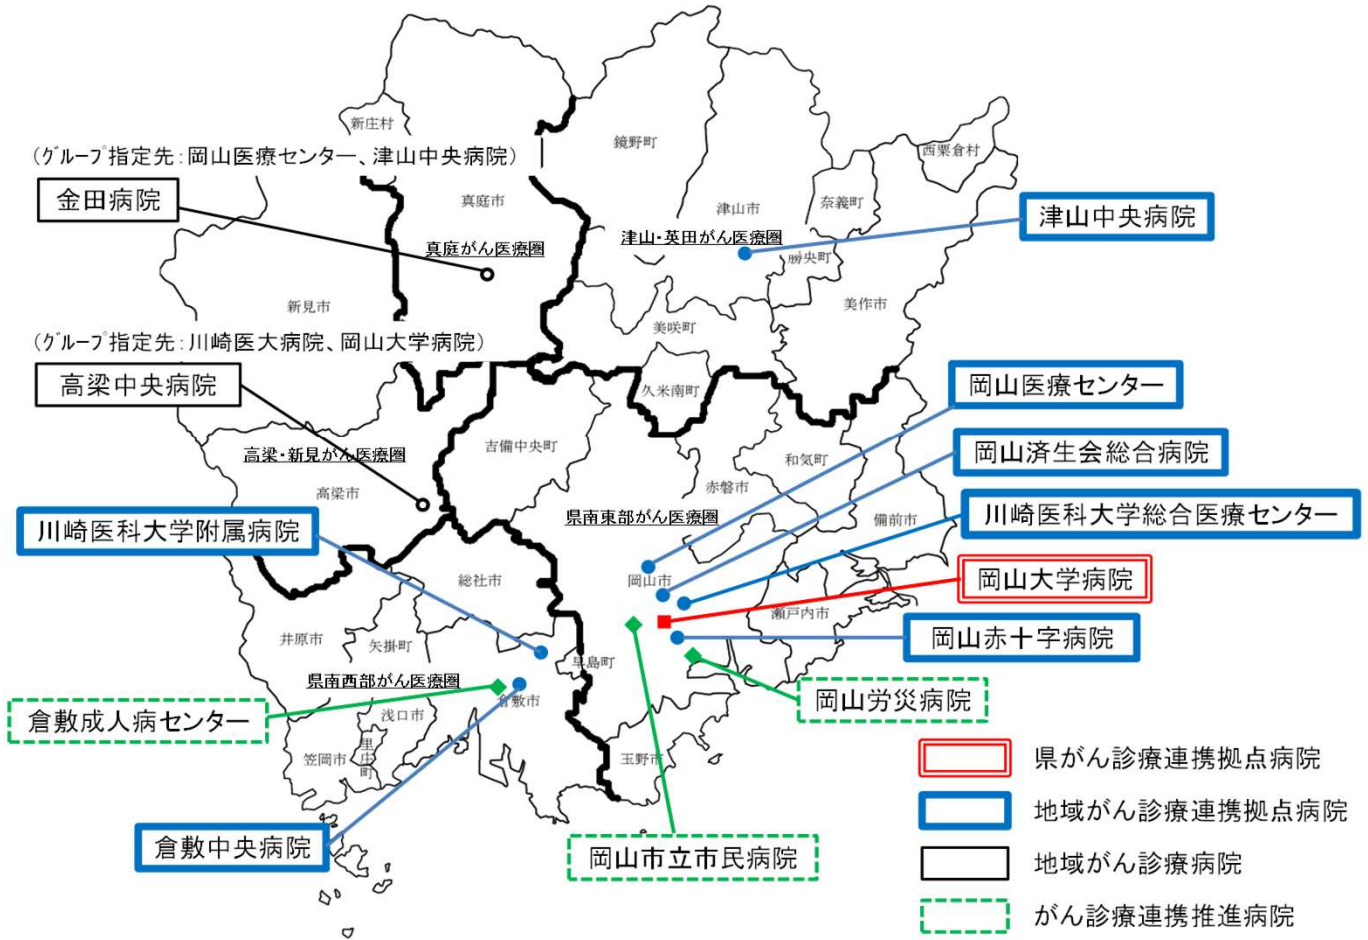 新庄村
鏡野町
西粟倉村
(グループ指定先:岡山医療センター、津山中央病院)
金田病院
真庭市
津山市
奈義町
津山中央病院
真庭がん医療圏
津山・英田がん医療圏
勝央町
新見市
美作市
(グループ指定先:川崎医大病院、岡山大学病院)
美咲町
高梁中央病院
久米南町
岡山医療センター
吉備中央町
高梁・新見がん医療圏
和気町
岡山済生会総合病院
高梁市
赤磐市
県南東部がん医療圏
備前市
川崎医科大学総合医療センター
川崎医科大学附属病院
総社市
岡山市
岡山大学病院
瀬戸内市
井原市
矢掛町
早島町
岡山赤十字病院
県南西部がん医療圏
倉敷市
岡山労災病院
倉敷成人病センター
浅口市
里庄町
笠岡市
玉野市
県がん診療連携拠点病院
地域がん診療連携拠点病院
倉敷中央病院
岡山市立市民病院
地域がん診療病院
がん診療連携推進病院